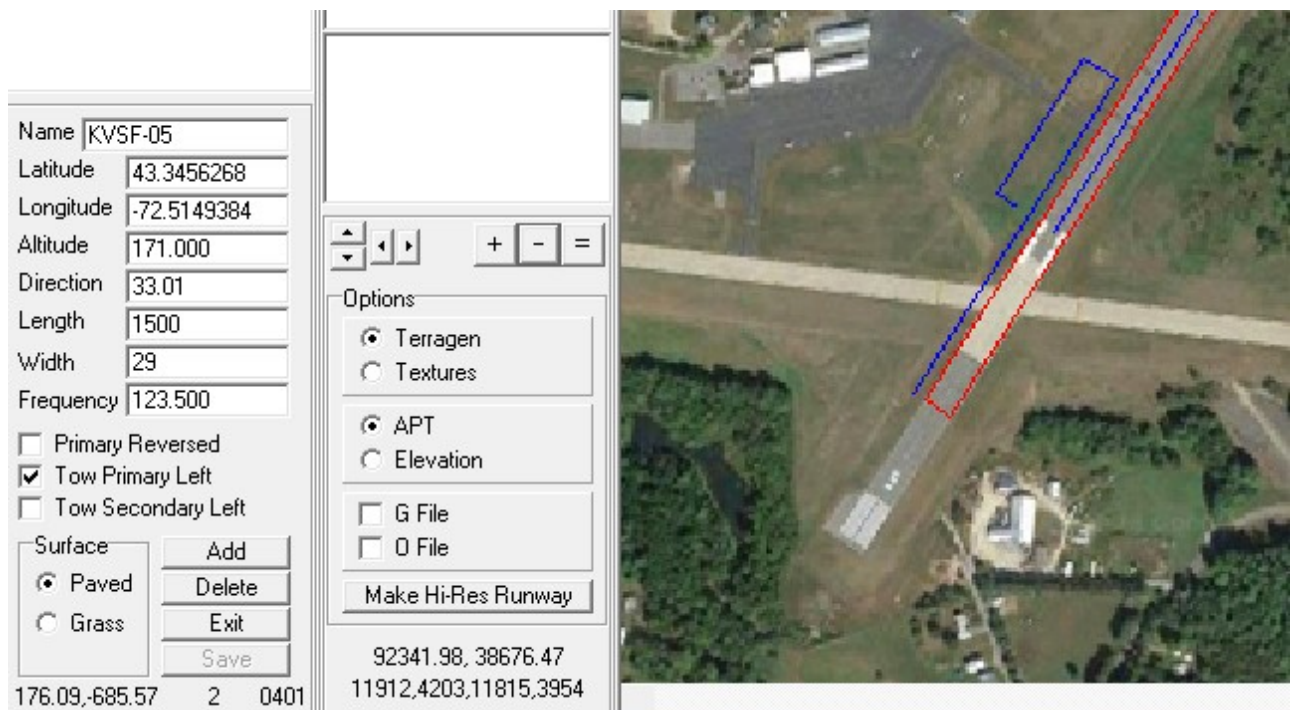 Name KVSF-05
Latitude 43.3456268
Longitude -72.5149384
Altitude 171.000
Direction 33.01
Length 1500
Width 29
Frequency 123.500
Primary Reversed
Tow Primary Left
Tow Secondary Left
Surface
Paved
Grass
Add
Delete
Exit
Save
176.09,-685.57 2 0401
+ - =
Options
Terragen
Textures
APT
Elevation
G File
O File
Make Hi-Res Runway
92341.98, 38676.47
11912,4203,11815,3954